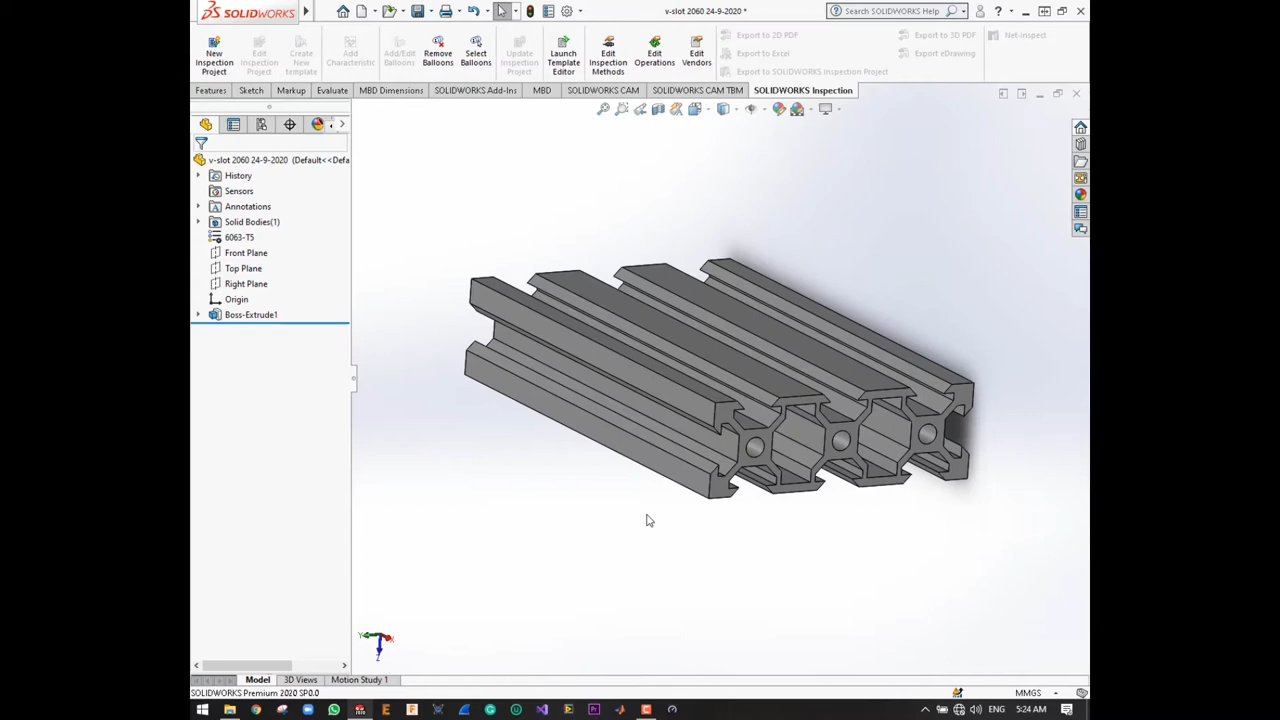 SOLIDWORKS
v-slot 2060 24-9-2020 *
Search SOLIDWORKS Help
New Inspection Project
Edit Inspection Project
Create New template
Add Characteristic
Add/Edit Balloons
Remove Balloons
Select Balloons
Update Inspection Project
Launch Template Editor
Edit Inspection Methods
Edit Operations
Edit Vendors
Export to 2D PDF
Export to Excel
Export to SOLIDWORKS Inspection Project
Export to 3D PDF
Export eDrawing
Net-Inspect
Features Sketch Markup Evaluate MBD Dimensions SOLIDWORKS Add-Ins MBD SOLIDWORKS CAM SOLIDWORKS CAM TBM SOLIDWORKS Inspection
v-slot 2060 24-9-2020 (Default<<Defa
History
Sensors
Annotations
Solid Bodies(1)
6063-T5
Front Plane
Top Plane
Right Plane
Origin
Boss-Extrude1
Y X
Z
Model 3D Views Motion Study 1
SOLIDWORKS Premium 2020 SP0.0
MMGS
ENG 5:24 AM